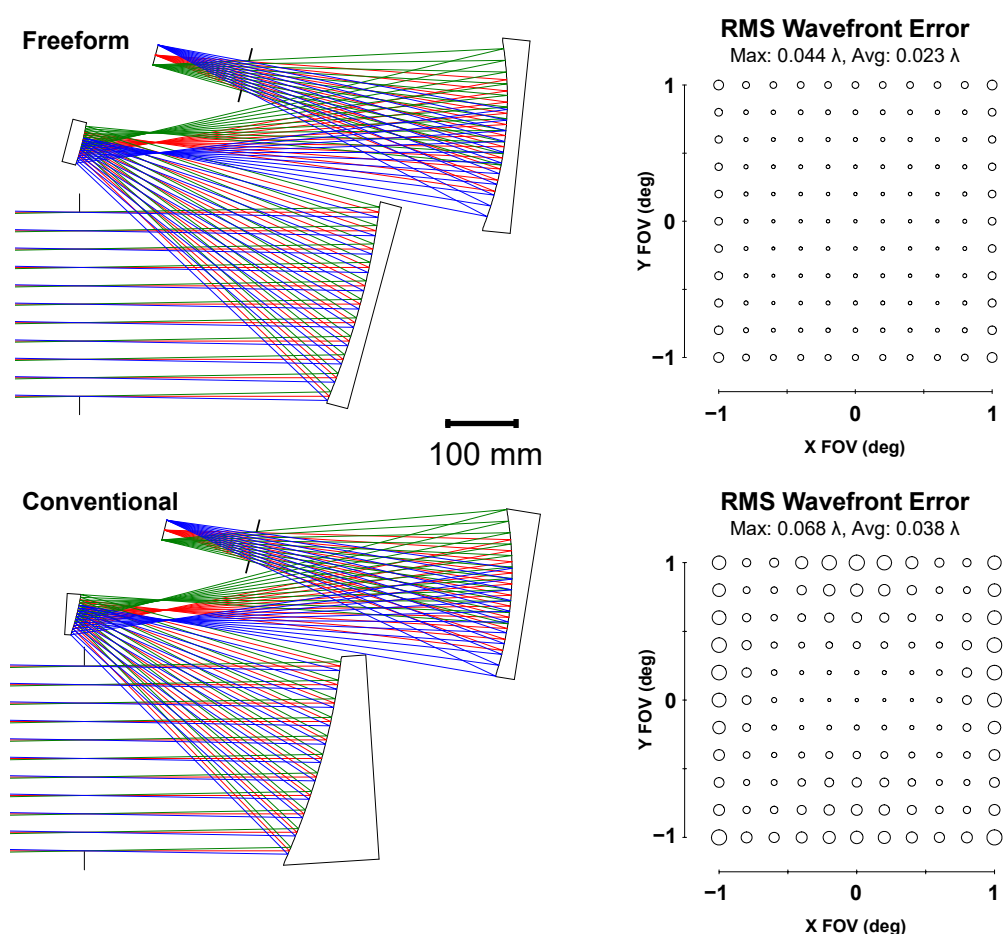 Freeform
RMS Wavefront Error
Max: 0.044 λ, Avg: 0.023 λ
1
0
−1
Y FOV (deg)
−1
0
1
X FOV (deg)
100 mm
Conventional
RMS Wavefront Error
Max: 0.068 λ, Avg: 0.038 λ
1
0
−1
Y FOV (deg)
−1
0
1
X FOV (deg)